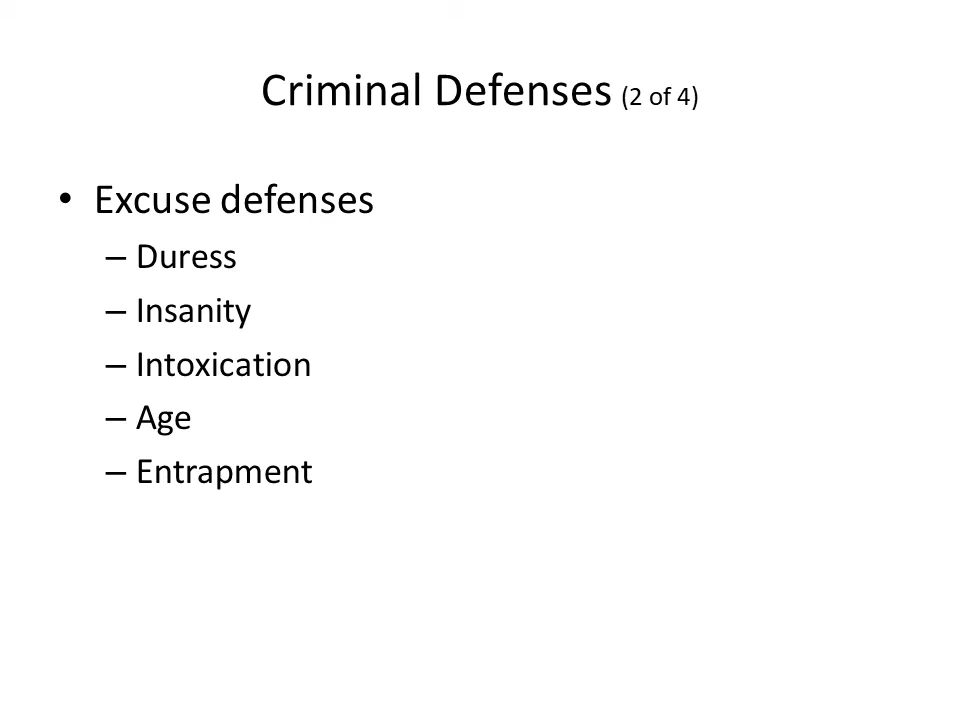 Criminal Defenses (2 of 4)
• Excuse defenses
– Duress
– Insanity
– Intoxication
– Age
– Entrapment